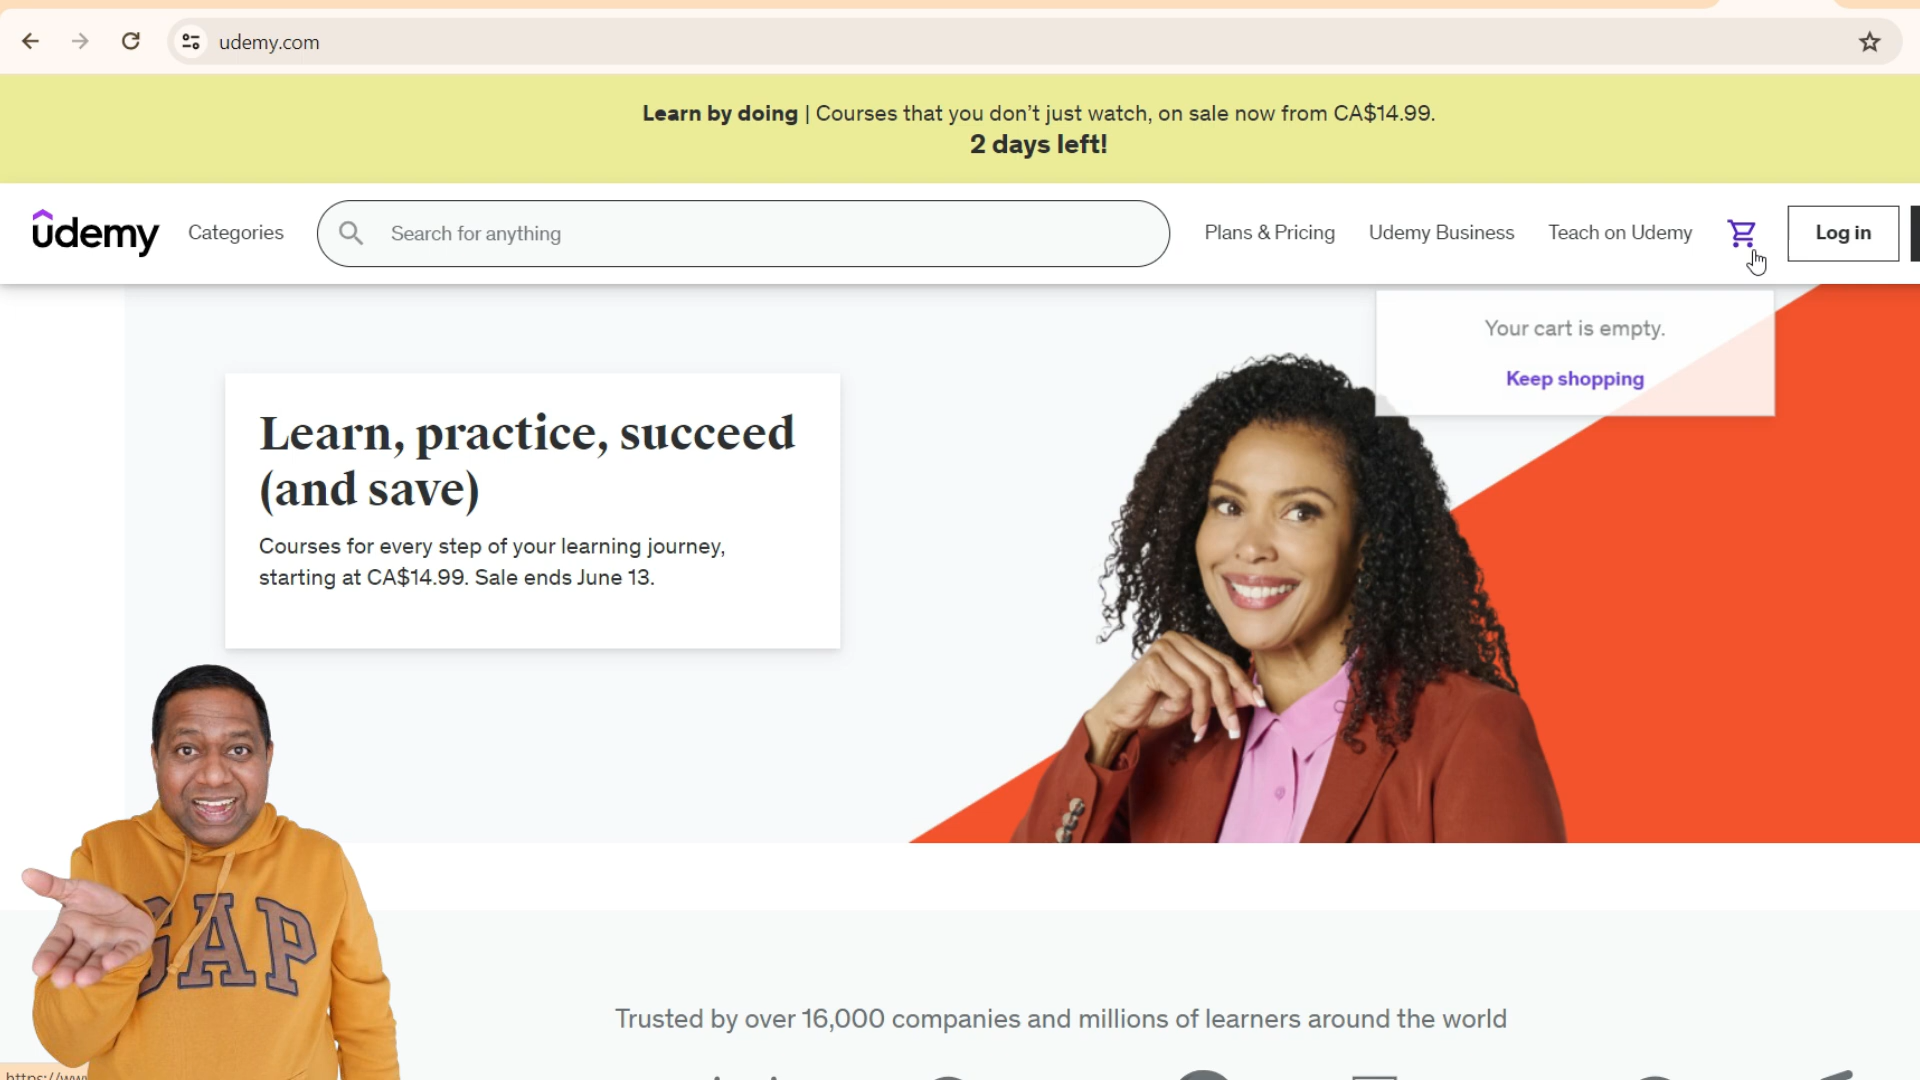 udemy.com
Learn by doing | Courses that you don't just watch, on sale now from CA$14.99.
2 days left!
ûdemy
Categories
Search for anything
Plans & Pricing
Udemy Business
Teach on Udemy
Log in
Your cart is empty.
Keep shopping
Learn, practice, succeed
(and save)
Courses for every step of your learning journey,
starting at CA$14.99. Sale ends June 13.
GAP
Trusted by over 16,000 companies and millions of learners around the world